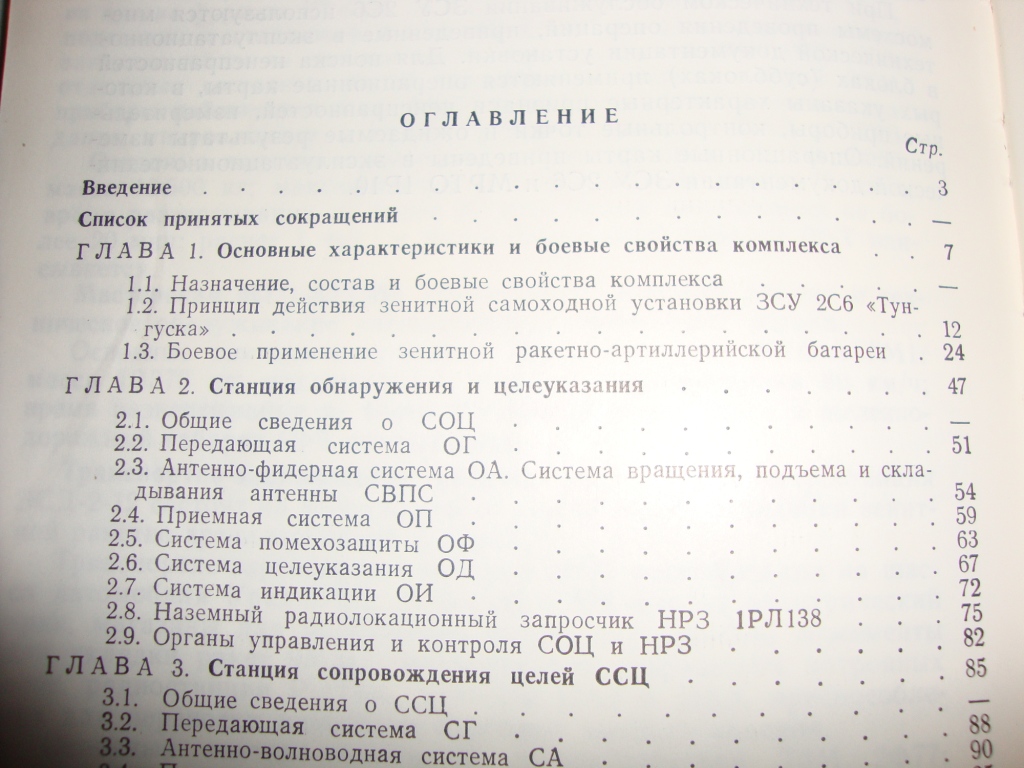 ОГЛАВЛЕНИЕ
Стр.
Введение . . . . . . . . . . . . . . . . . 3
Список принятых сокращений . . . . . . . . . . . . . —
ГЛАВА 1. Основные характеристики и боевые свойства комплекса . . 7
1.1. Назначение, состав и боевые свойства комплекса . . . . . —
1.2. Принцип действия зенитной самоходной установки ЗСУ 2С6 «Тун-
гуска» . . . . . . . . . . . . . . . . . 12
1.3. Боевое применение зенитной ракетно-артиллерийской батареи . 24
ГЛАВА 2. Станция обнаружения и целеуказания . . . . . . . 47
2.1. Общие сведения о СОЦ . . . . . . . . . . . —
2.2. Передающая система ОГ . . . . . . . . . . . 51
2.3. Антенно-фидерная система ОА. Система вращения, подъема и скла-
дывания антенны СВПС . . . . . . . . . . . . 54
2.4. Приемная система ОП . . . . . . . . . . . . 59
2.5. Система помехозащиты ОФ . . . . . . . . . . . 63
2.6. Система целеуказания ОД . . . . . . . . . . . 67
2.7. Система индикации ОИ . . . . . . . . . . . . 72
2.8. Наземный радиолокационный запросчик НРЗ 1РЛ138 . . . 75
2.9. Органы управления и контроля СОЦ и НРЗ . . . . . . 82
ГЛАВА 3. Станция сопровождения целей ССЦ . . . . . . . 85
3.1. Общие сведения о ССЦ . . . . . . . . . . . —
3.2. Передающая система СГ . . . . . . . . . . . 88
3.3. Антенно-волноводная система СА . . . . . . . . . 90